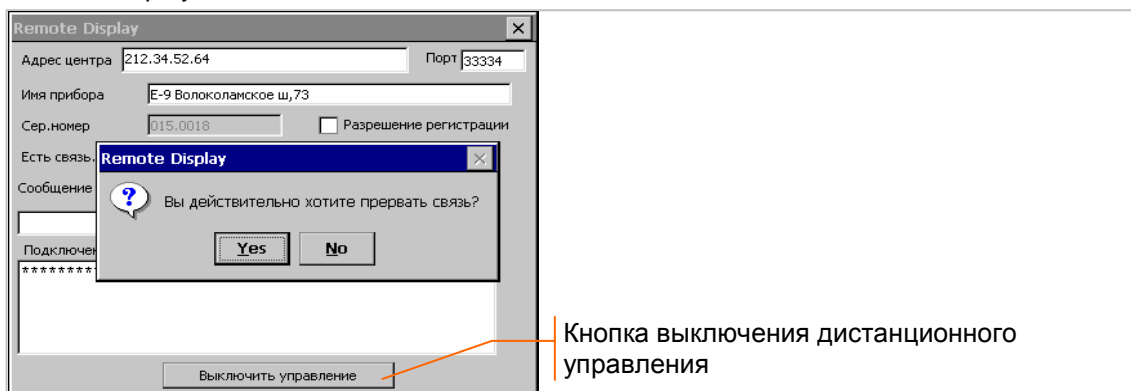 Remote Display
Адрес центра 212.34.52.64 Порт 33334
Имя прибора Е-9 Волоколамское ш,73
Сер.номер 015.0018 Разрешение регистрации
Есть связь.
Remote Display
Сообщение
Вы действительно хотите прервать связь?
Yes No
Подключен
*********
Выключить управление
Кнопка выключения дистанционного
управления